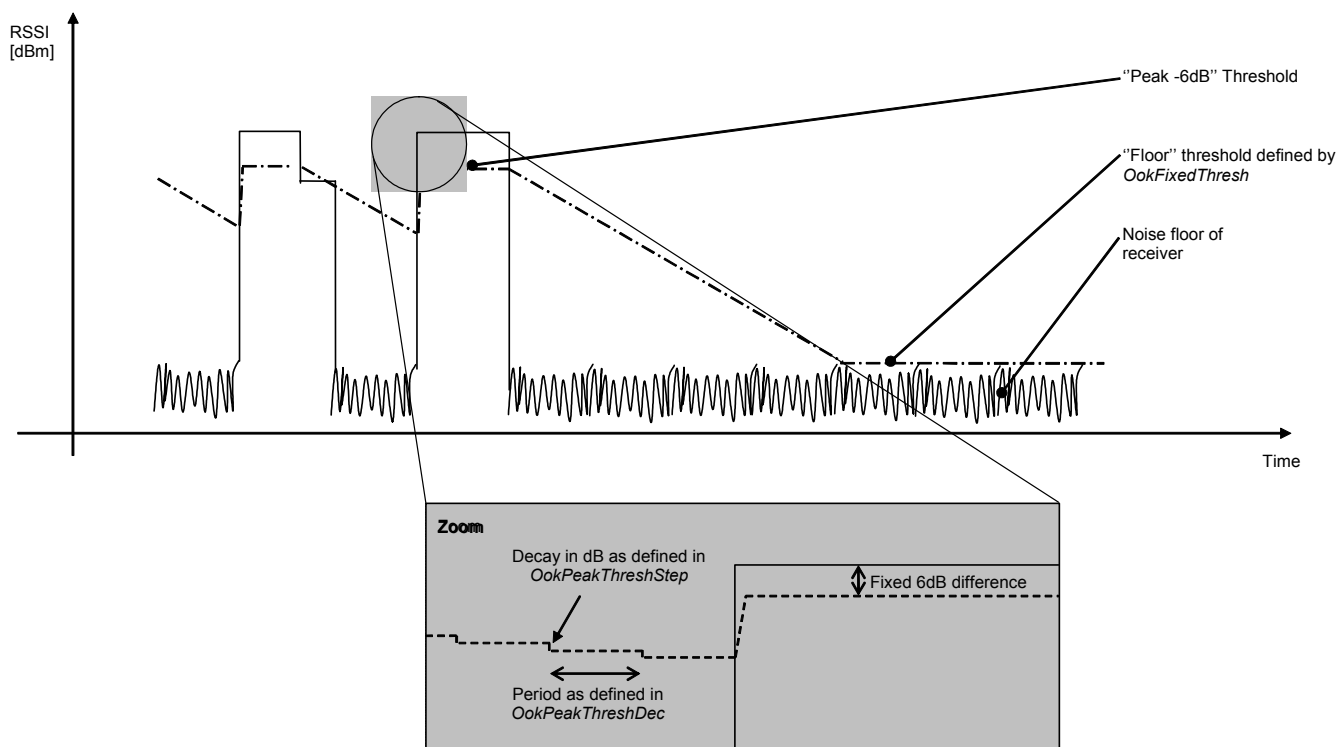 RSSI
[dBm]
‘’Peak -6dB’’ Threshold
‘’Floor’’ threshold defined by
OokFixedThresh
Noise floor of
receiver
Time
Zoom
Decay in dB as defined in
OokPeakThreshStep
Fixed 6dB difference
Period as defined in
OokPeakThreshDec